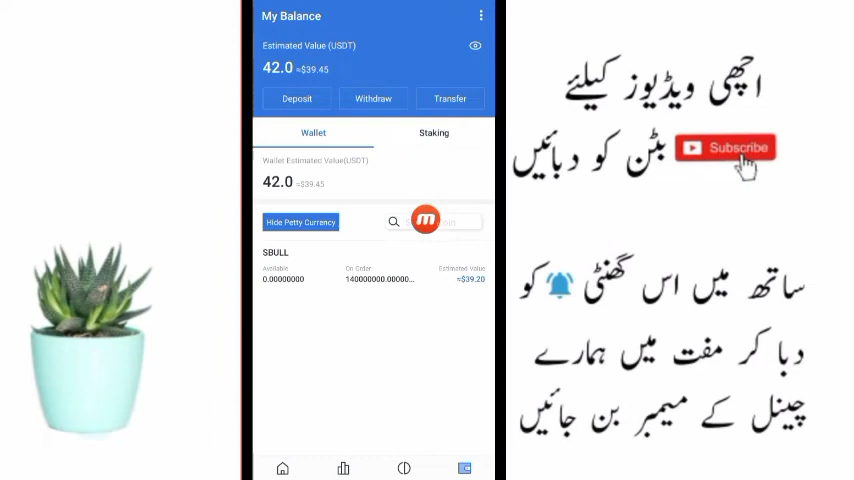 My Balance
Estimated Value (USDT)
42.0 ≈$39.45
Deposit Withdraw Transfer
Wallet Staking
Wallet Estimated Value(USDT)
42.0 ≈$39.45
Hide Petty Currency
SBULL
Available On Order Estimated Value
0.00000000 140000000.00000... ≈$39.20
اچھی ویڈیوز کیلئے
Subscribe بٹن کو دبائیں
ساتھ میں اس گھنٹی کو
دبا کر مفت میں ہمارے
چینل کے میمبر بن جائیں